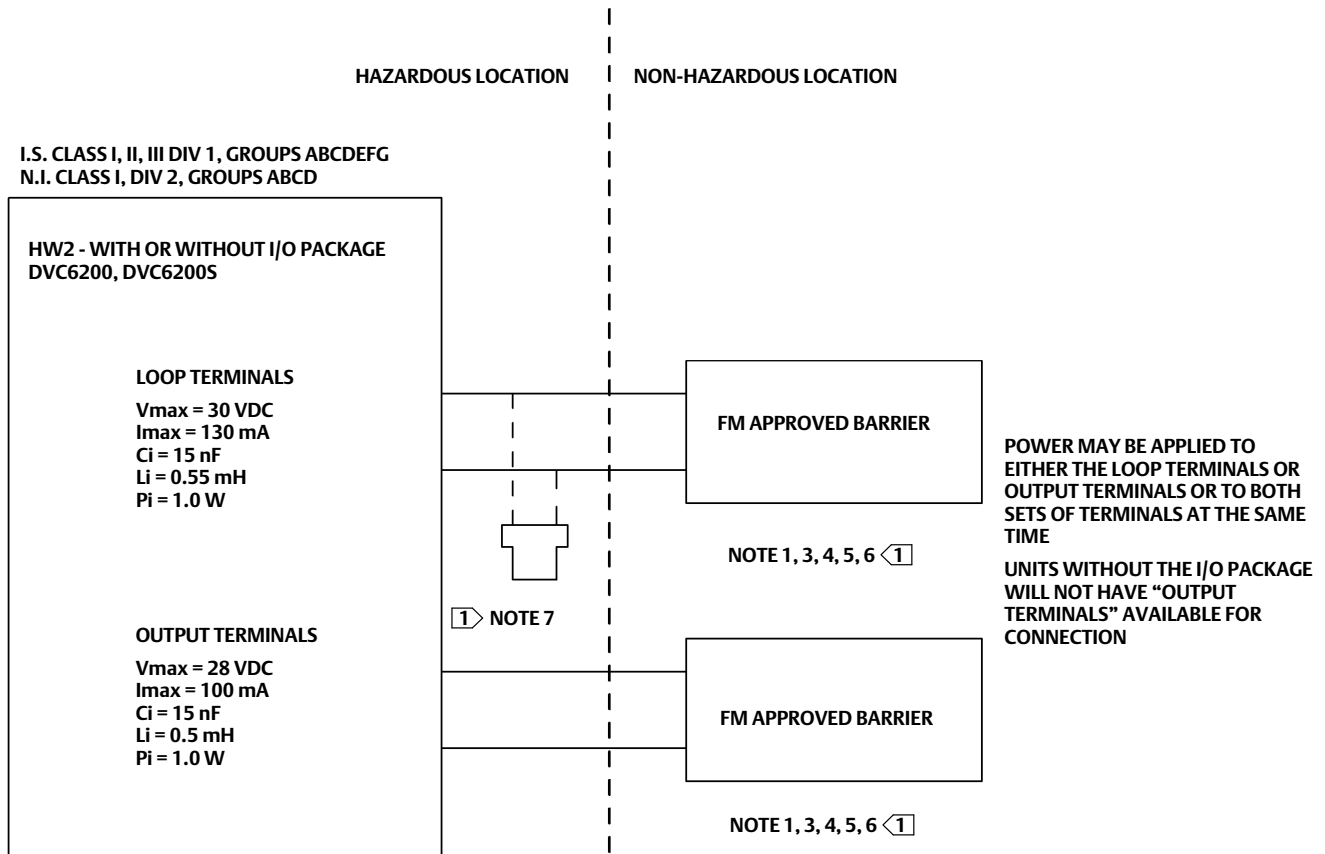 HAZARDOUS LOCATION
NON-HAZARDOUS LOCATION
I.S. CLASS I, II, III DIV 1, GROUPS ABCDEFG
N.I. CLASS I, DIV 2, GROUPS ABCD
HW2 - WITH OR WITHOUT I/O PACKAGE
DVC6200, DVC6200S
LOOP TERMINALS
Vmax = 30 VDC
Imax = 130 mA
Ci = 15 nF
Li = 0.55 mH
Pi = 1.0 W
FM APPROVED BARRIER
NOTE 1, 3, 4, 5, 6 1
1 NOTE 7
POWER MAY BE APPLIED TO
EITHER THE LOOP TERMINALS OR
OUTPUT TERMINALS OR TO BOTH
SETS OF TERMINALS AT THE SAME
TIME
UNITS WITHOUT THE I/O PACKAGE
WILL NOT HAVE “OUTPUT
TERMINALS” AVAILABLE FOR
CONNECTION
OUTPUT TERMINALS
Vmax = 28 VDC
Imax = 100 mA
Ci = 15 nF
Li = 0.5 mH
Pi = 1.0 W
FM APPROVED BARRIER
NOTE 1, 3, 4, 5, 6 1